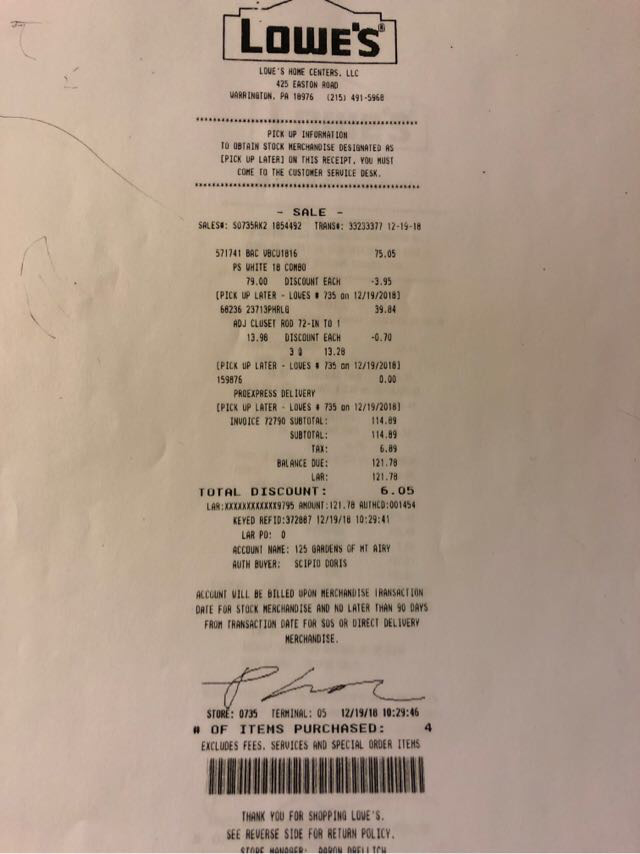 LOWE'S®
LOWE'S HOME CENTERS, LLC
425 EASTON ROAD
WARRINGTON, PA 18976 (215) 491-5968
PICK UP INFORMATION
TO OBTAIN STOCK MERCHANDISE DESIGNATED AS
[PICK UP LATER] ON THIS RECEIPT, YOU MUST
COME TO THE CUSTOMER SERVICE DESK.
- SALE -
SALES#: S0735RK2 1854492 TRANS#: 33233377 12-19-18
571741 BAC VBCU1816 75.05
PS WHITE 18 COMBO
79.00 DISCOUNT EACH -3.95
[PICK UP LATER - LOWES # 735 on 12/19/2018]
68236 23713PHRLG 39.84
ADJ CLOSET ROD 72-IN TO 1
13.98 DISCOUNT EACH -0.70
3 @ 13.28
[PICK UP LATER - LOWES # 735 on 12/19/2018]
159876 0.00
PROEXPRESS DELIVERY
[PICK UP LATER - LOWES # 735 on 12/19/2018]
INVOICE 72790 SUBTOTAL: 114.89
SUBTOTAL: 114.89
TAX: 6.89
BALANCE DUE: 121.78
LAR: 121.78
TOTAL DISCOUNT: 6.05
LAR:XXXXXXXXXXXX9795 AMOUNT:121.78 AUTHCD:001454
KEYED REFID:372887 12/19/18 10:29:41
LAR PO: 0
ACCOUNT NAME: 125 GARDENS OF MT AIRY
AUTH BUYER: SCIPIO DORIS
ACCOUNT WILL BE BILLED UPON MERCHANDISE TRANSACTION
DATE FOR STOCK MERCHANDISE AND NO LATER THAN 90 DAYS
FROM TRANSACTION DATE FOR SOS OR DIRECT DELIVERY
MERCHANDISE.
STORE: 0735 TERMINAL: 05 12/19/18 10:29:46
# OF ITEMS PURCHASED: 4
EXCLUDES FEES, SERVICES AND SPECIAL ORDER ITEMS
THANK YOU FOR SHOPPING LOWE'S.
SEE REVERSE SIDE FOR RETURN POLICY.
STORE MANAGER: AARON DRELLICH